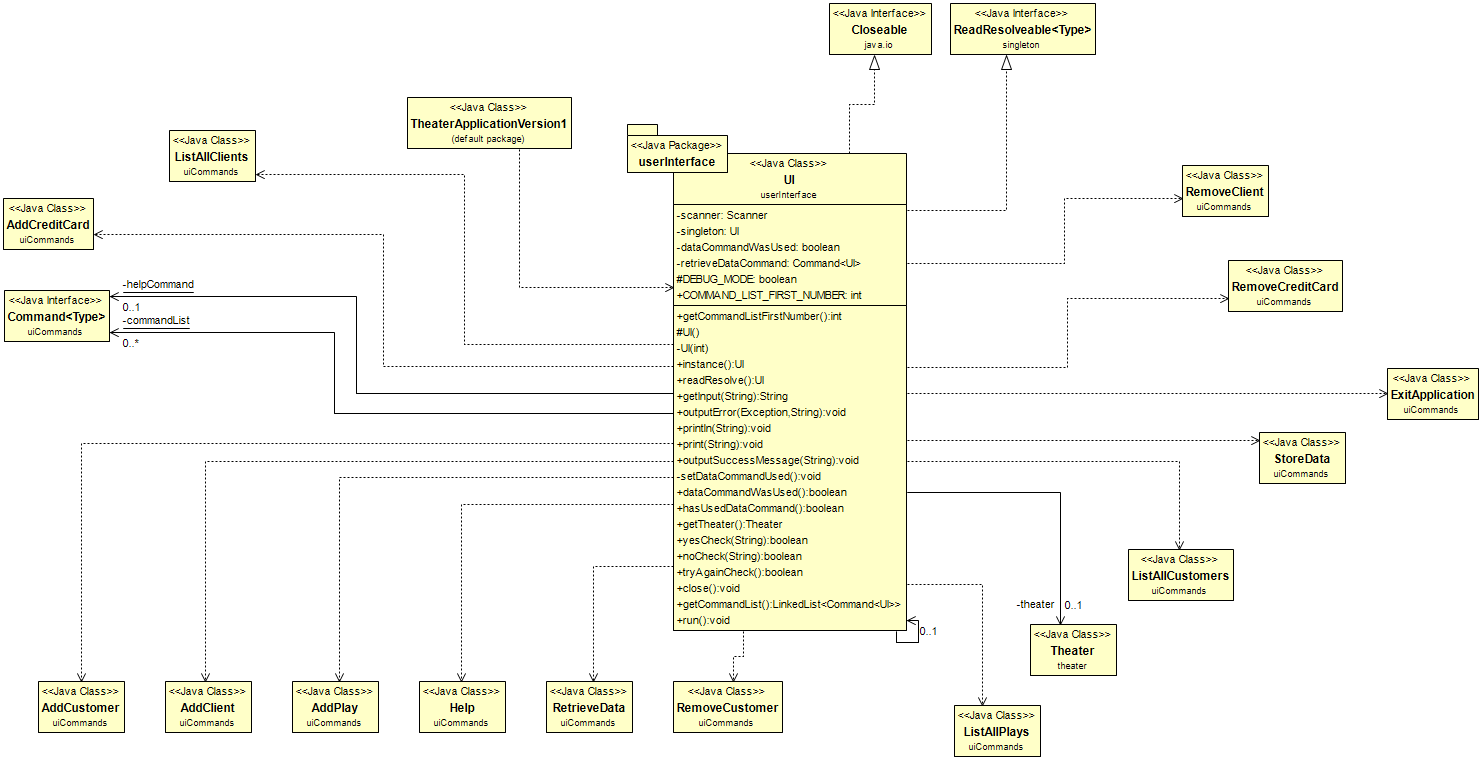 <<Java Interface>>
Closeable
java.io
<<Java Interface>>
ReadResolveable<Type>
singleton
<<Java Class>>
TheaterApplicationVersion1
(default package)
<<Java Class>>
ListAllClients
uiCommands
<<Java Package>>
userInterface
<<Java Class>>
UI
userInterface
-scanner: Scanner
-singleton: UI
-dataCommandWasUsed: boolean
-retrieveDataCommand: Command<UI>
#DEBUG_MODE: boolean
+COMMAND_LIST_FIRST_NUMBER: int
+getCommandListFirstNumber():int
#UI()
-UI(int)
+instance():UI
+readResolve():UI
+getInput(String):String
+outputError(Exception,String):void
+println(String):void
+print(String):void
+outputSuccessMessage(String):void
-setDataCommandUsed():void
+dataCommandWasUsed():boolean
+hasUsedDataCommand():boolean
+getTheater():Theater
+yesCheck(String):boolean
+noCheck(String):boolean
+tryAgainCheck():boolean
+close():void
+getCommandList():LinkedList<Command<UI>>
+run():void
0..1
<<Java Class>>
RemoveClient
uiCommands
<<Java Class>>
AddCreditCard
uiCommands
<<Java Class>>
RemoveCreditCard
uiCommands
-helpCommand
0..1
-commandList
0..*
<<Java Interface>>
Command<Type>
uiCommands
<<Java Class>>
ExitApplication
uiCommands
<<Java Class>>
StoreData
uiCommands
<<Java Class>>
ListAllCustomers
uiCommands
-theater
0..1
<<Java Class>>
Theater
theater
<<Java Class>>
AddCustomer
uiCommands
<<Java Class>>
AddClient
uiCommands
<<Java Class>>
AddPlay
uiCommands
<<Java Class>>
Help
uiCommands
<<Java Class>>
RetrieveData
uiCommands
<<Java Class>>
RemoveCustomer
uiCommands
<<Java Class>>
ListAllPlays
uiCommands